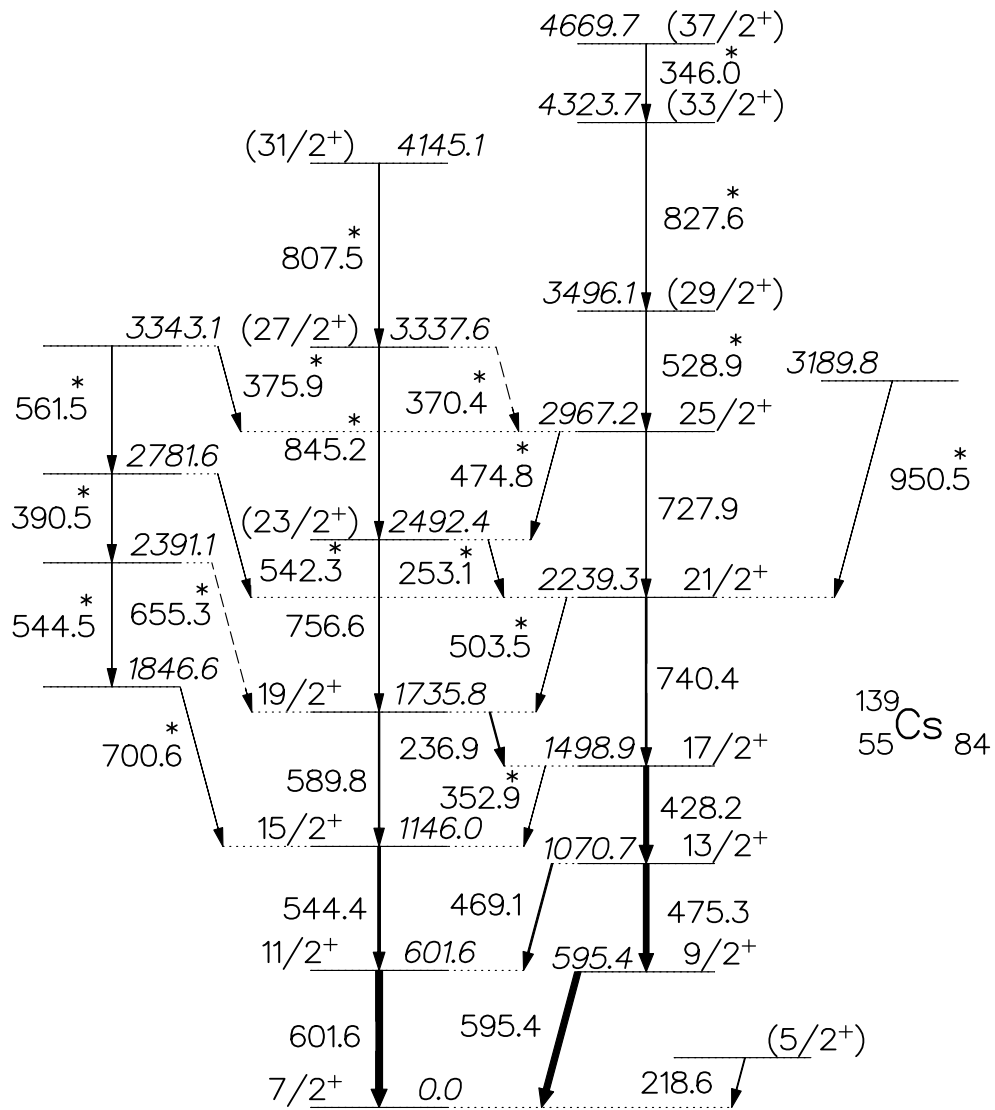 4669.7 (37/2+)
346.0*
4323.7 (33/2+)
(31/2+) 4145.1
827.6*
807.5*
3496.1 (29/2+)
3343.1 (27/2+) 3337.6
528.9* 3189.8
375.9* 370.4*
561.5*
2967.2 25/2+
845.2* 474.8* 950.5*
2781.6
390.5* 727.9
(23/2+) 2492.4
2391.1
542.3* 253.1* 2239.3 21/2+
655.3*
544.5* 756.6 503.5*
1846.6 740.4
19/2+ 1735.8
139
Cs
55 84
700.6* 236.9 1498.9 17/2+
589.8 352.9* 428.2
15/2+ 1146.0
1070.7 13/2+
544.4 469.1 475.3
11/2+ 601.6 595.4 9/2+
601.6 595.4
(5/2+)
218.6
7/2+ 0.0